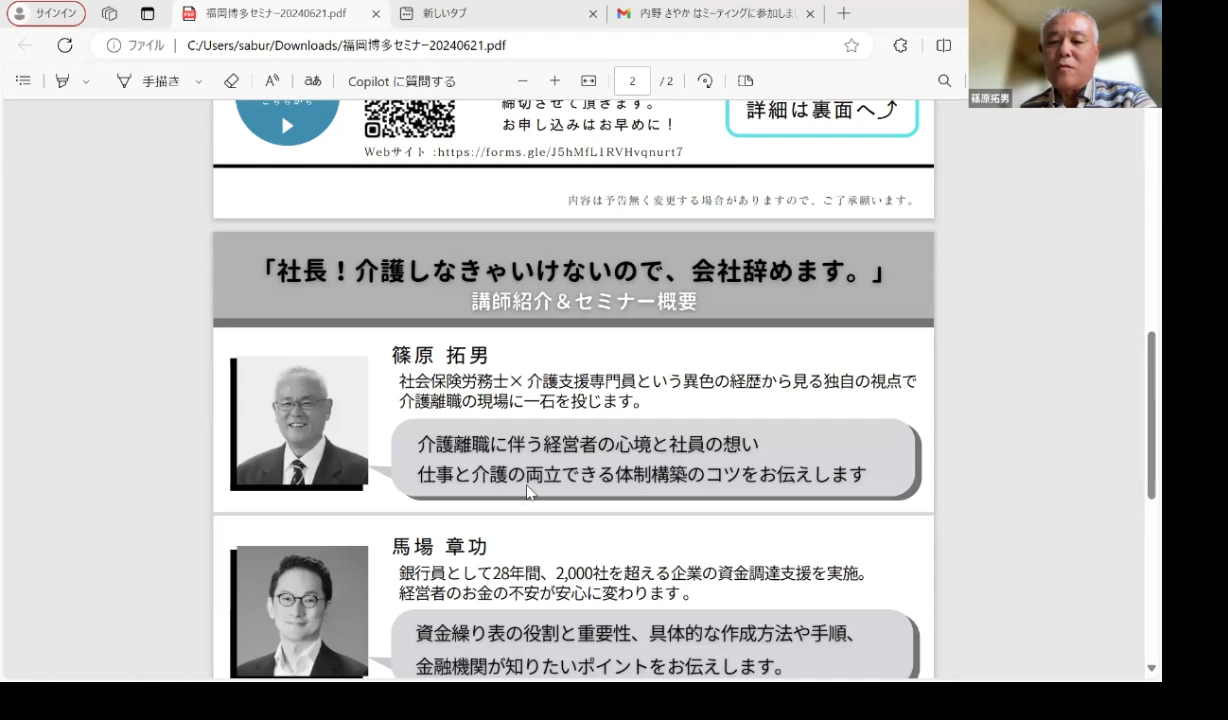 サインイン
福岡博多セミナｰ20240621.pdf
新しいタブ
内野 さやか はミーティングに参加しま
ファイル
C:/Users/sabur/Downloads/福岡博多セミナｰ20240621.pdf
手描き
aあ
Copilot に質問する
2 / 2
篠原拓男
こちらから
締切させて頂きます。
お申し込みはお早めに！
詳細は裏面へ
Webサイト :https://forms.gle/J5hMfL1RVHvqnurt7
内容は予告無く変更する場合がありますので、ご了承願います。
「社長！介護しなきゃいけないので、会社辞めます。」
講師紹介＆セミナー概要
篠原 拓男
社会保険労務士×介護支援専門員という異色の経歴から見る独自の視点で
介護離職の現場に一石を投じます。
介護離職に伴う経営者の心境と社員の想い
仕事と介護の両立できる体制構築のコツをお伝えします
馬場 章功
銀行員として28年間、2,000社を超える企業の資金調達支援を実施。
経営者のお金の不安が安心に変わります。
資金繰り表の役割と重要性、具体的な作成方法や手順、
金融機関が知りたいポイントをお伝えします。